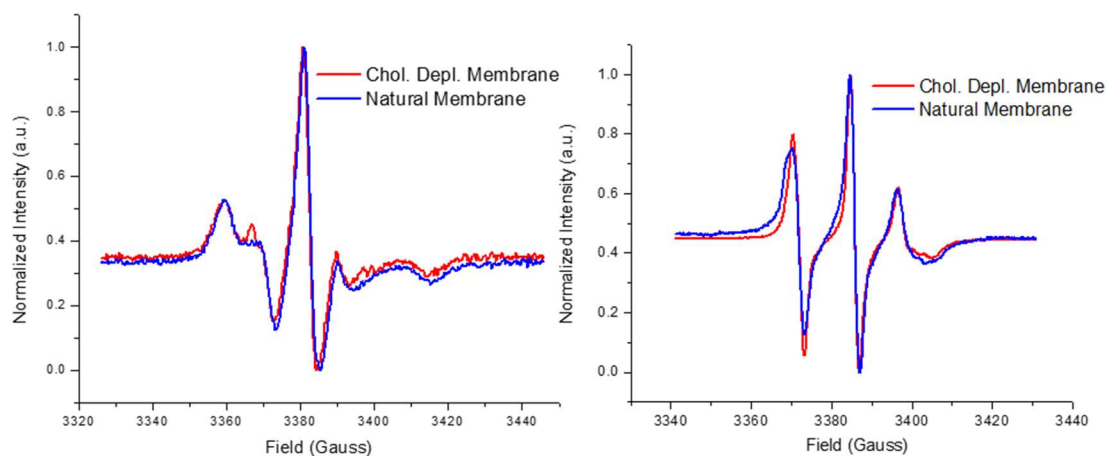 Normalized Intensity (a.u.)
1.0
0.8
0.6
0.4
0.2
0.0
Chol. Depl. Membrane
Natural Membrane
3320 3340 3360 3380 3400 3420 3440
Field (Gauss)
Normalized Intensity (a.u.)
1.0
0.8
0.6
0.4
0.2
0.0
Chol. Depl. Membrane
Natural Membrane
3340 3360 3380 3400 3420 3440
Field (Gauss)